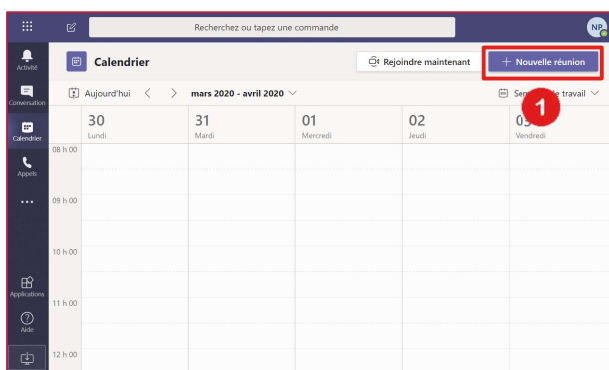 Recherchez ou tapez une commande
NP
Activité
Calendrier
Rejoindre maintenant
+ Nouvelle réunion
Conversation
Aujourd'hui < > mars 2020 - avril 2020
travail
1
Calendrier
30 31 01 02
Lundi Mardi Mercredi Jeudi Vendredi
08 h 00
Appels
09 h 00
10 h 00
Applications
11 h 00
Aide
12 h 00